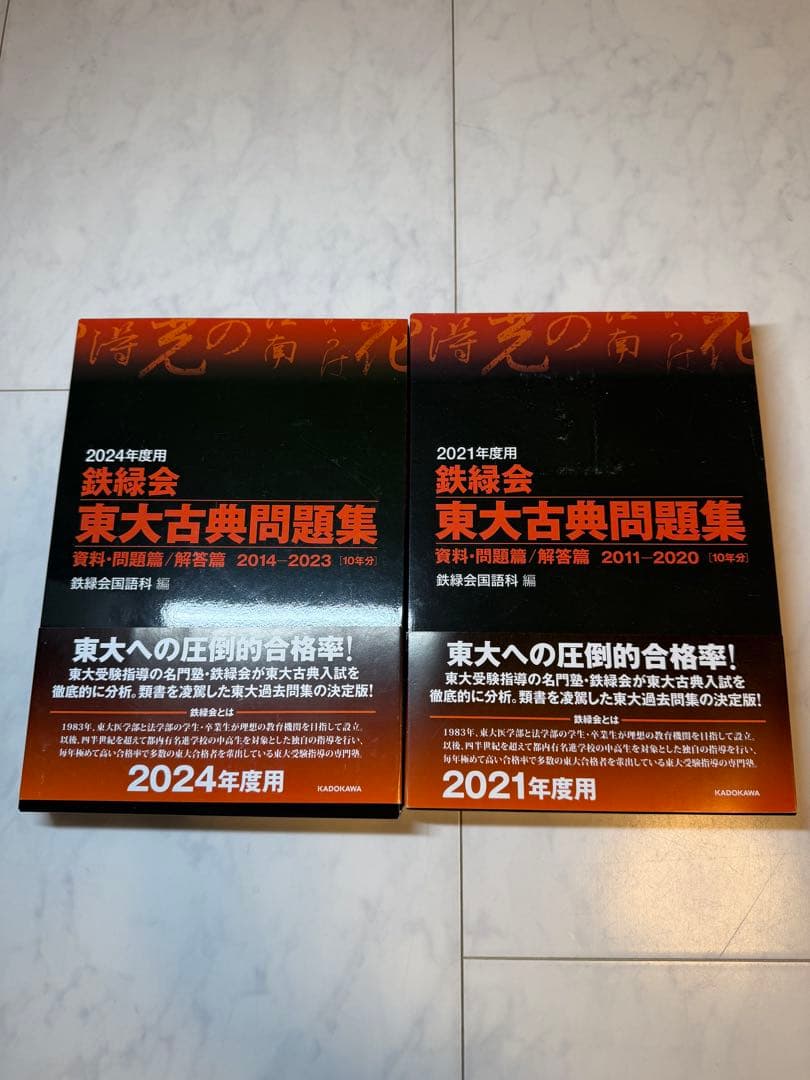 得光の江南いろは花
2024年度用
鉄緑会
東大古典問題集
資料・問題篇/解答篇 2014―2023 [10年分]
鉄緑会国語科 編
東大への圧倒的合格率!
東大受験指導の名門塾・鉄緑会が東大古典入試を
徹底的に分析。類書を凌駕した東大過去問集の決定版!
鉄緑会とは
1983年、東大医学部と法学部の学生・卒業生が理想の教育機関を目指して設立。
以後、四半世紀を超えて都内有名進学校の中高生を対象とした独自の指導を行い、
毎年極めて高い合格率で多数の東大合格者を輩出している東大受験指導の専門塾。
2024年度用
KADOKAWA
得光の江南いろは花
2021年度用
鉄緑会
東大古典問題集
資料・問題篇/解答篇 2011―2020 [10年分]
鉄緑会国語科 編
東大への圧倒的合格率!
東大受験指導の名門塾・鉄緑会が東大古典入試を
徹底的に分析。類書を凌駕した東大過去問集の決定版!
鉄緑会とは
1983年、東大医学部と法学部の学生・卒業生が理想の教育機関を目指して設立。
以後、四半世紀を超えて都内有名進学校の中高生を対象とした独自の指導を行い、
毎年極めて高い合格率で多数の東大合格者を輩出している東大受験指導の専門塾。
2021年度用
KADOKAWA